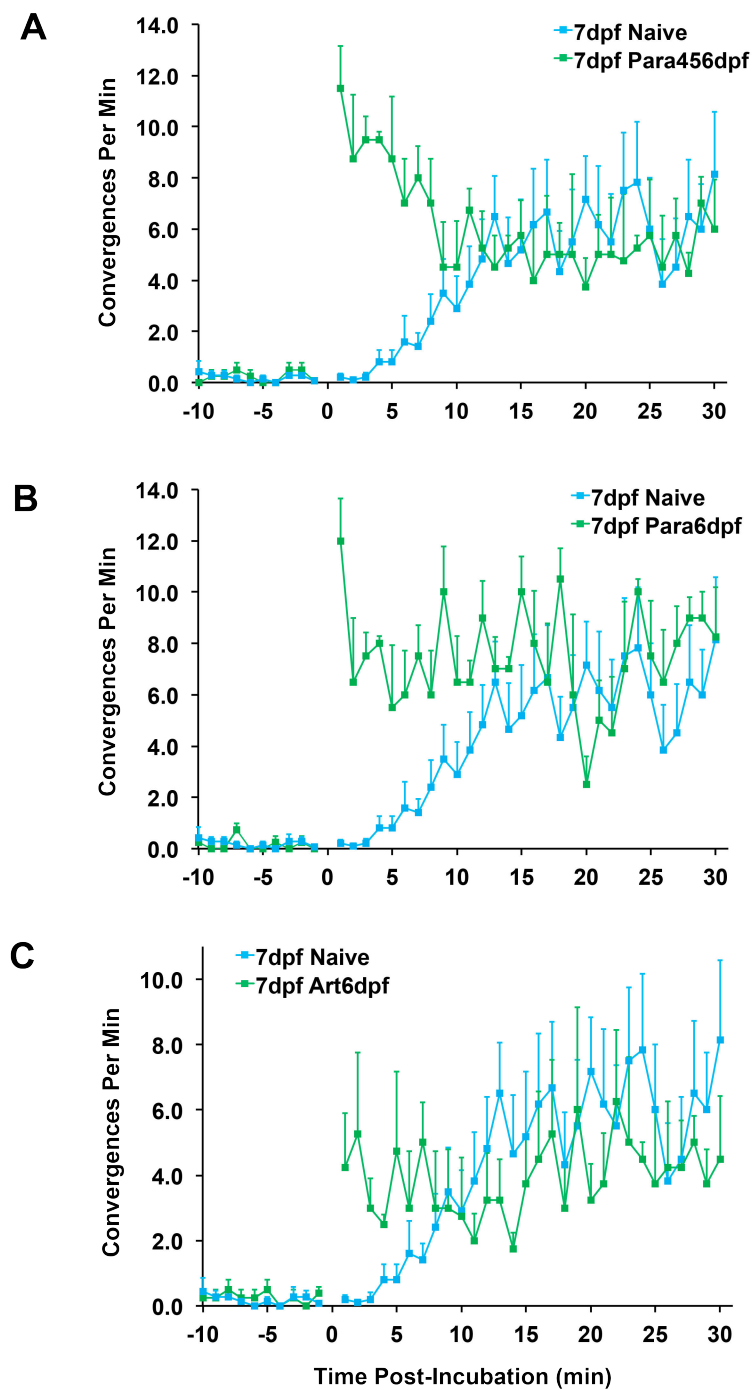 A
7dpf Naive
7dpf Para456dpf
Convergences Per Min
14.0
12.0
10.0
8.0
6.0
4.0
2.0
0.0
-10 -5 0 5 10 15 20 25 30
B
7dpf Naive
7dpf Para6dpf
Convergences Per Min
14.0
12.0
10.0
8.0
6.0
4.0
2.0
0.0
-10 -5 0 5 10 15 20 25 30
C
7dpf Naive
7dpf Art6dpf
Convergences Per Min
10.0
8.0
6.0
4.0
2.0
0.0
-10 -5 0 5 10 15 20 25 30
Time Post-Incubation (min)